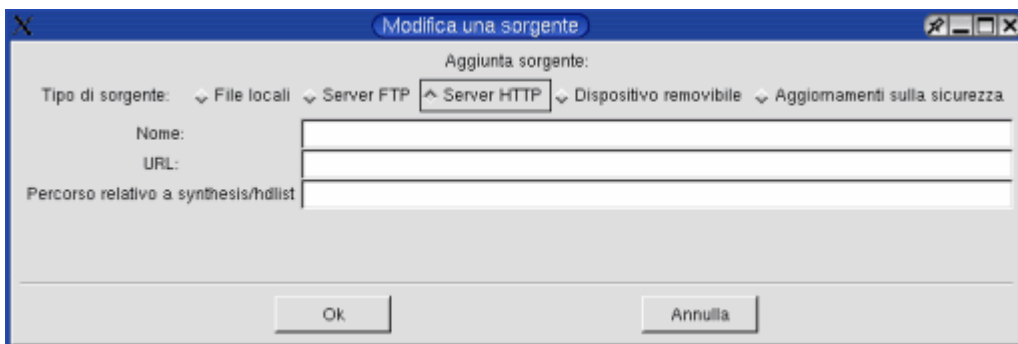 Modifica una sorgente
Aggiunta sorgente:
Tipo di sorgente: File locali Server FTP Server HTTP Dispositivo removibile Aggiornamenti sulla sicurezza
Nome:
URL:
Percorso relativo a synthesis/hdlist
Ok Annulla